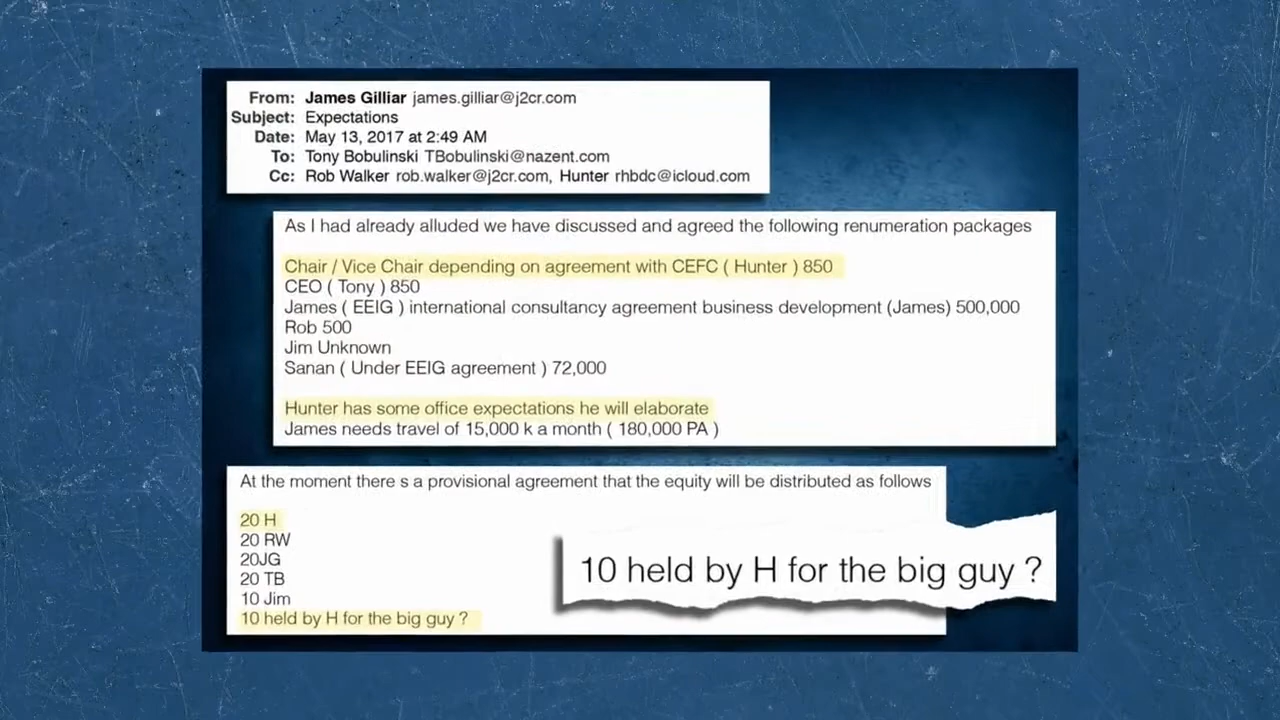 From: James Gilliar james.gilliar@j2cr.com
Subject: Expectations
Date: May 13, 2017 at 2:49 AM
To: Tony Bobulinski TBobulinski@nazent.com
Cc: Rob Walker rob.walker@j2cr.com, Hunter rhbdc@icloud.com
As I had already alluded we have discussed and agreed the following renumeration packages
Chair / Vice Chair depending on agreement with CEFC ( Hunter ) 850
CEO ( Tony ) 850
James ( EEIG ) international consultancy agreement business development (James) 500,000
Rob 500
Jim Unknown
Sanan ( Under EEIG agreement ) 72,000
Hunter has some office expectations he will elaborate
James needs travel of 15,000 k a month ( 180,000 PA )
At the moment there s a provisional agreement that the equity will be distributed as follows
20 H
20 RW
20JG
20 TB
10 Jim
10 held by H for the big guy ?
10 held by H for the big guy ?